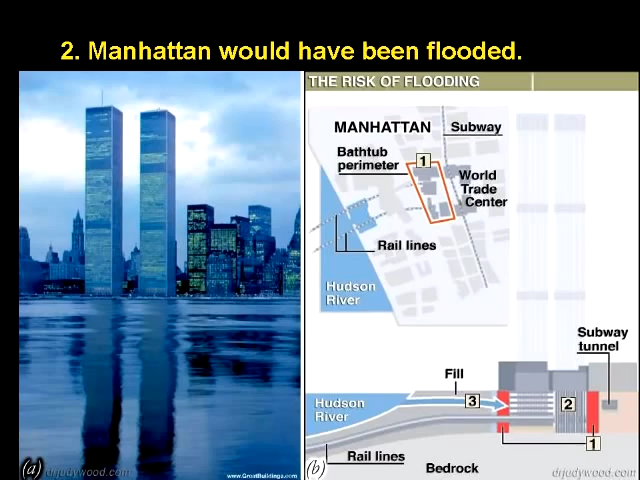 2. Manhattan would have been flooded.
THE RISK OF FLOODING
MANHATTAN
Subway
Bathtub
perimeter
1
World
Trade
Center
Rail lines
Hudson
River
Subway
tunnel
Fill
Hudson
River
3
2
1
Rail lines
Bedrock
(a) drjudywood.com
www.GreatBuildings.com
(b)
drjudywood.com